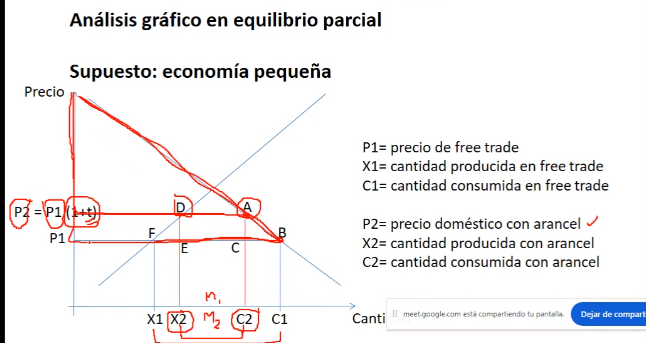 Análisis gráfico en equilibrio parcial
Supuesto: economía pequeña
Precio
P1= precio de free trade
X1= cantidad producida en free trade
C1= cantidad consumida en free trade
P2 = P1 (1+t)
D
A
P2= precio doméstico con arancel
P1
F
B
X2= cantidad producida con arancel
E
C
C2= cantidad consumida con arancel
M1
X1 X2 M2 C2 C1
meet.google.com está compartiendo tu pantalla.
Dejar de compart